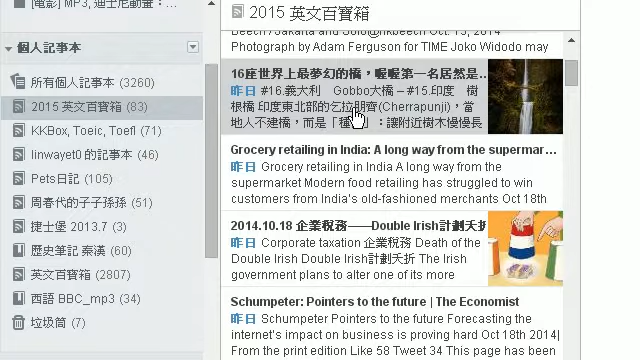 [電影] MP3, 迪士尼動畫：...
個人記事本
所有個人記事本 (3260)
2015 英文百寶箱 (83)
KKBox, Toeic, Toefl (71)
linwayet0 的記事本 (46)
Pets日記 (105)
周春代的子子孫孫 (51)
捷士堡 2013.7 (3)
歷史筆記 秦漢 (60)
英文百寶箱 (2807)
西語 BBC_mp3 (34)
垃圾筒 (7)
2015 英文百寶箱
Beech / Jakarta and Solo@nkbeech Oct. 13, 2014
Photograph by Adam Ferguson for TIME Joko Widodo may
16座世界上最夢幻的橋，喔喔第一名居然是...
昨日 #16.義大利 Gobbo大橋 – #15.印度 樹
根橋 印度東北部的乞拉朋齊(Cherrapunji)，當
地人不建橋，而是「種 」：讓附近樹木慢慢長
Grocery retailing in India: A long way from the supermar...
昨日 Grocery retailing in India A long way from the
supermarket Modern food retailing has struggled to win
customers from India's old-fashioned merchants Oct 18th
2014.10.18 企業稅務——Double Irish計劃夭折
昨日 Corporate taxation 企業稅務 Death of the
Double Irish Double Irish計劃夭折 The Irish
government plans to alter one of its more
Schumpeter: Pointers to the future | The Economist
昨日 Schumpeter Pointers to the future Forecasting the
internet's impact on business is proving hard Oct 18th 2014|
From the print edition Like 58 Tweet 34 This page has been